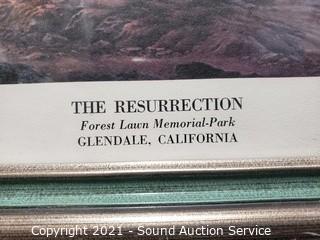 THE RESURRECTION
Forest Lawn Memorial-Park
GLENDALE, CALIFORNIA
Copyright 2021 - Sound Auction Service